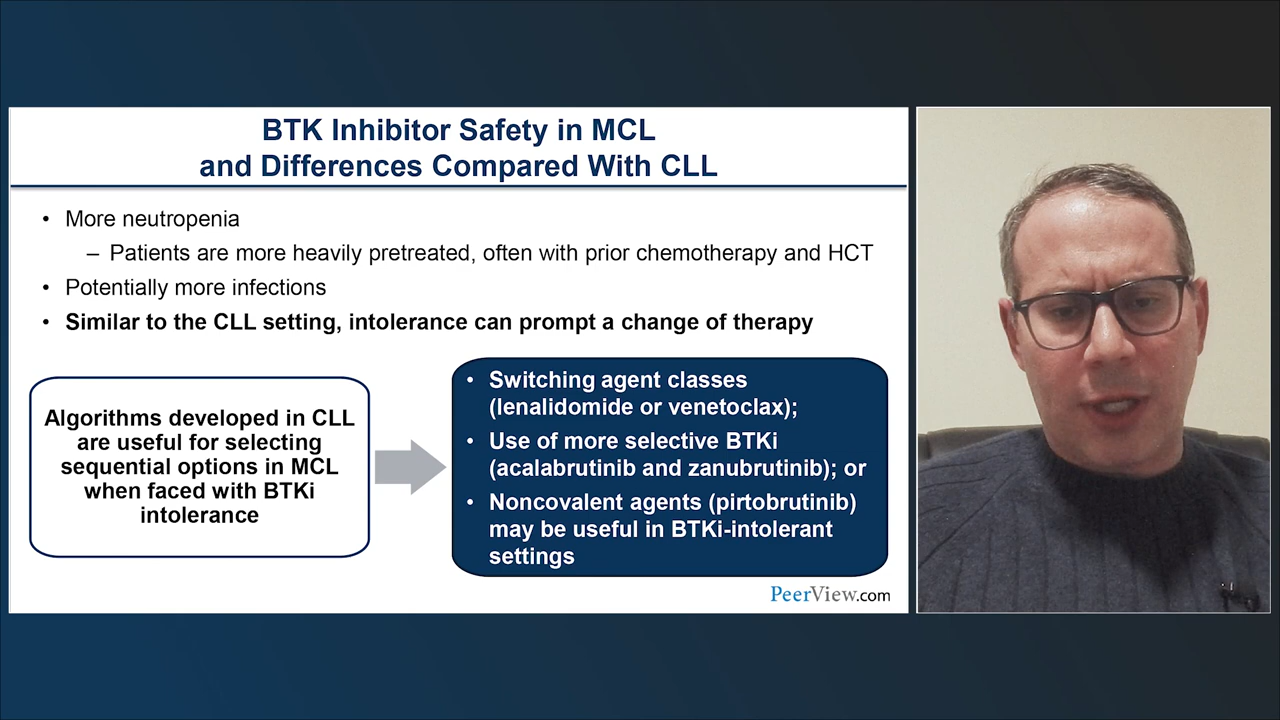 BTK Inhibitor Safety in MCL
and Differences Compared With CLL
• More neutropenia
– Patients are more heavily pretreated, often with prior chemotherapy and HCT
• Potentially more infections
• Similar to the CLL setting, intolerance can prompt a change of therapy
Algorithms developed in CLL
are useful for selecting
sequential options in MCL
when faced with BTKi
intolerance
• Switching agent classes
(lenalidomide or venetoclax);
• Use of more selective BTKi
(acalabrutinib and zanubrutinib); or
• Noncovalent agents (pirtobrutinib)
may be useful in BTKi-intolerant
settings
PeerView.com